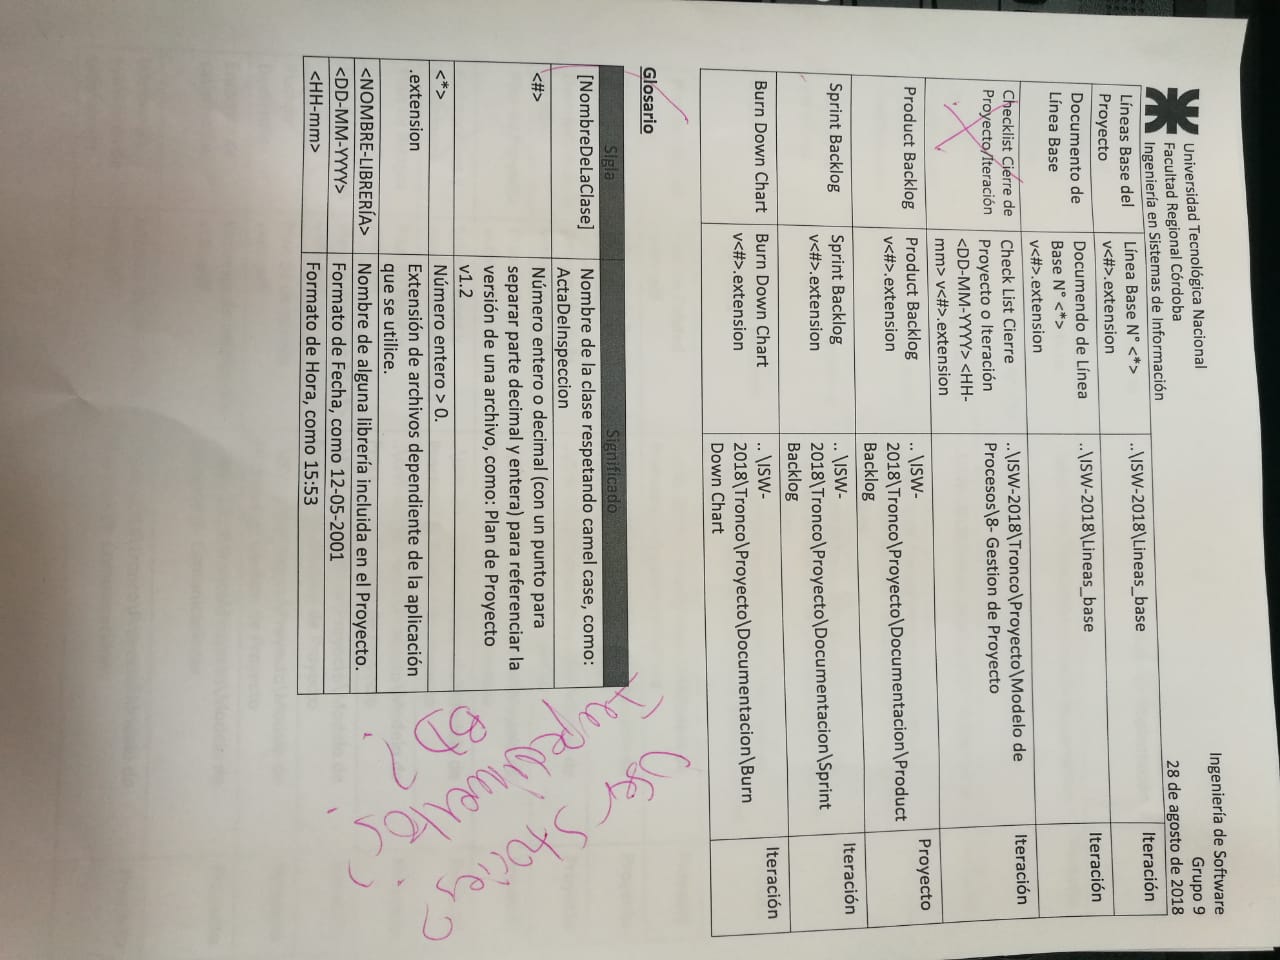 Universidad Tecnológica Nacional
Facultad Regional Córdoba
Ingeniería en Sistemas de Información
Ingeniería de Software
Grupo 9
28 de agosto de 2018
Líneas Base del Proyecto
Línea Base N° <*> v<#>.extension
..\ISW-2018\Lineas_base
Iteración
Documento de Línea Base
Documendo de Línea Base N° <*> v<#>.extension
..\ISW-2018\Lineas_base
Iteración
Checklist Cierre de Proyecto/Iteración
Check List Cierre Proyecto o Iteración <DD-MM-YYYY> <HH-mm> v<#>.extension
..\ISW-2018\Tronco\Proyecto\Modelo de Procesos\8- Gestion de Proyecto
Iteración
Product Backlog
Product Backlog v<#>.extension
..\ISW-2018\Tronco\Proyecto\Documentacion\Product Backlog
Proyecto
Sprint Backlog
Sprint Backlog v<#>.extension
..\ISW-2018\Tronco\Proyecto\Documentacion\Sprint Backlog
Iteración
Burn Down Chart
Burn Down Chart v<#>.extension
..\ISW-2018\Tronco\Proyecto\Documentacion\Burn Down Chart
Iteración
Glosario
Sigla
Significado
[NombreDeLaClase]
Nombre de la clase respetando camel case, como: ActaDeInspeccion
<#>
Número entero o decimal (con un punto para separar parte decimal y entera) para referenciar la versión de una archivo, como: Plan de Proyecto v1.2
<*>
Número entero > 0.
.extension
Extensión de archivos dependiente de la aplicación que se utilice.
<NOMBRE-LIBRERÍA>
Nombre de alguna librería incluida en el Proyecto.
<DD-MM-YYYY>
Formato de Fecha, como 12-05-2001
<HH-mm>
Formato de Hora, como 15:53
User Stories